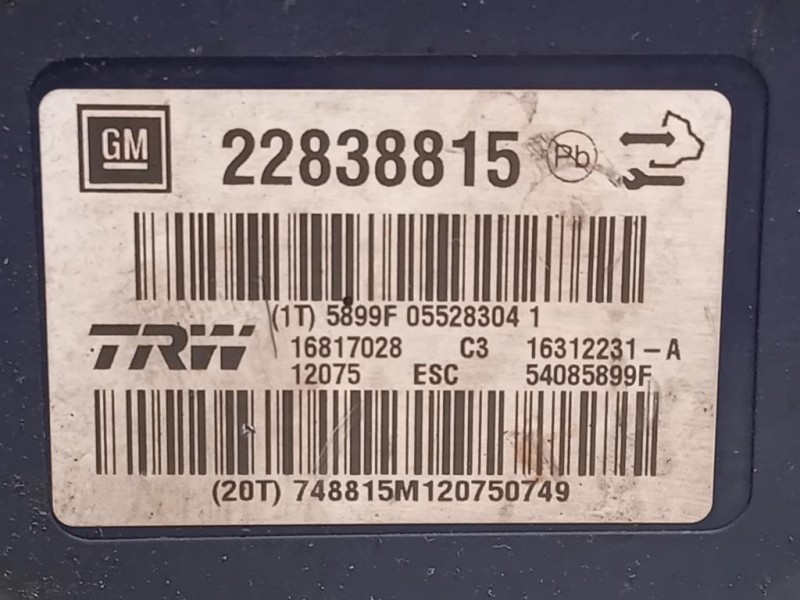 GM 22838815 Pb
(1T) 5899F 05528304 1
TRW 16817028 C3 16312231-A
12075 ESC 54085899F
(20T) 748815M120750749